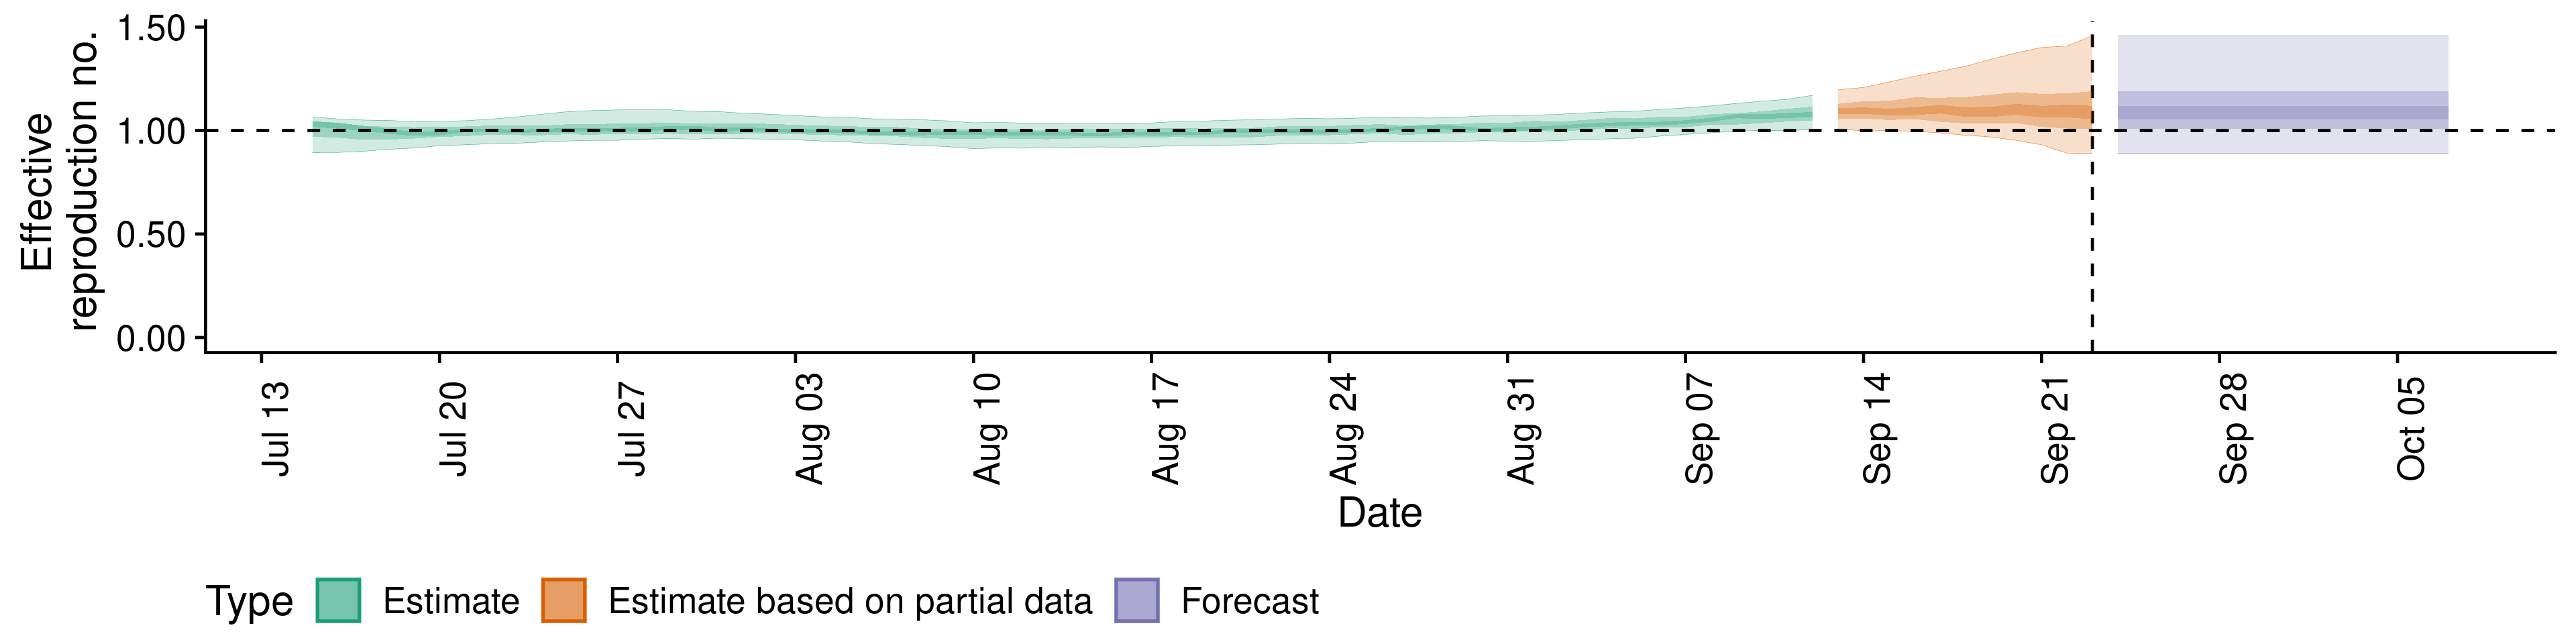 Effective
reproduction no.
1.50
1.00
0.50
0.00
Jul 13
Jul 20
Jul 27
Aug 03
Aug 10
Aug 17
Aug 24
Aug 31
Sep 07
Sep 14
Sep 21
Sep 28
Oct 05
Date
Type Estimate Estimate based on partial data Forecast